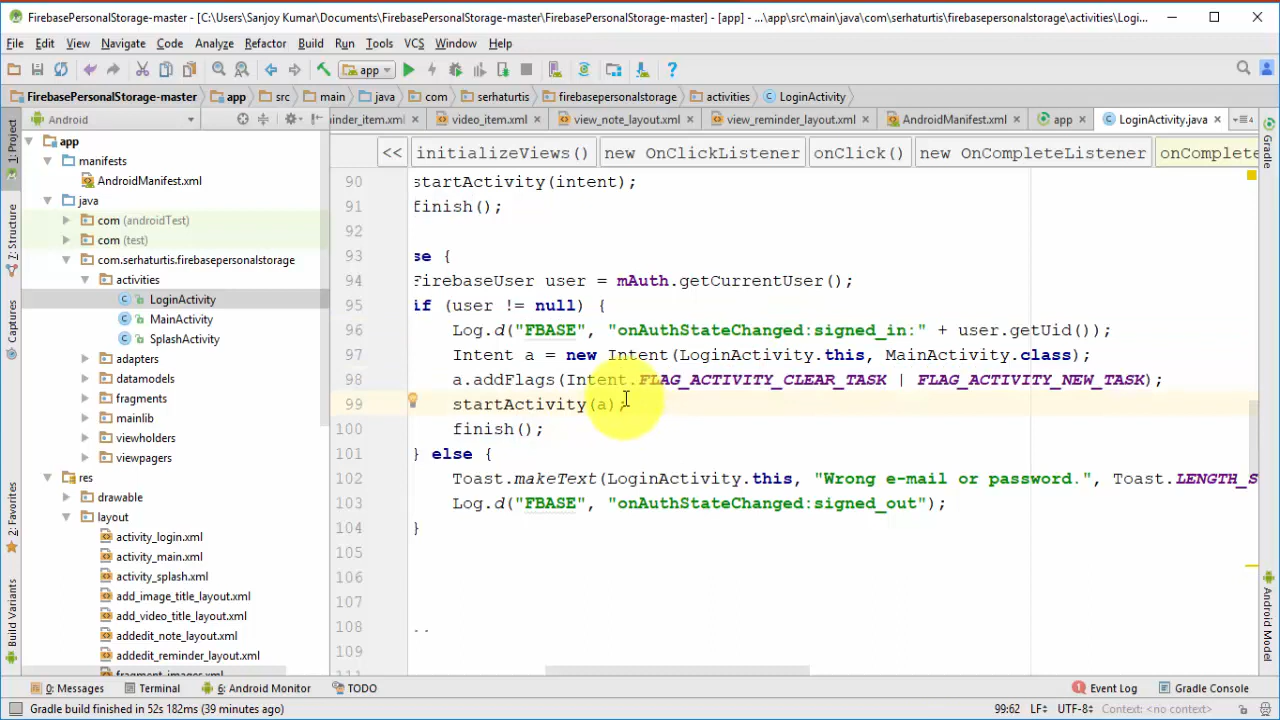 FirebasePersonalStorage-master - [C:\Users\Sanjoy Kumar\Documents\FirebasePersonalStorage-master\FirebasePersonalStorage-master] - [app] - ...\app\src\main\java\com\serhaturtis\firebasepersonalstorage\activities\Logi...
File Edit View Navigate Code Analyze Refactor Build Run Tools VCS Window Help
app
FirebasePersonalStorage-master app src main java com serhaturtis firebasepersonalstorage activities LoginActivity
Android
inder_item.xml video_item.xml view_note_layout.xml view_reminder_layout.xml AndroidManifest.xml app LoginActivity.java 4
<< initializeViews() new OnClickListener onClick() new OnCompleteListener onComplete
1: Project
7: Structure
Captures
2: Favorites
Build Variants
app
manifests
AndroidManifest.xml
java
com (androidTest)
com (test)
com.serhaturtis.firebasepersonalstorage
activities
LoginActivity
MainActivity
SplashActivity
adapters
datamodels
fragments
mainlib
viewholders
viewpagers
res
drawable
layout
activity_login.xml
activity_main.xml
activity_splash.xml
add_image_title_layout.xml
add_video_title_layout.xml
addedit_note_layout.xml
addedit_reminder_layout.xml
fragment_images.xml
90 startActivity(intent);
91 finish();
92
93 se {
94 FirebaseUser user = mAuth.getCurrentUser();
95 if (user != null) {
96 Log.d("FBASE", "onAuthStateChanged:signed_in:" + user.getUid());
97 Intent a = new Intent(LoginActivity.this, MainActivity.class);
98 a.addFlags(Intent.FLAG_ACTIVITY_CLEAR_TASK | FLAG_ACTIVITY_NEW_TASK);
99 startActivity(a);
100 finish();
101 } else {
102 Toast.makeText(LoginActivity.this, "Wrong e-mail or password.", Toast.LENGTH_S
103 Log.d("FBASE", "onAuthStateChanged:signed_out");
104 }
105
106
107
108
109
Gradle
Android Model
0: Messages Terminal 6: Android Monitor TODO Event Log Gradle Console
Gradle build finished in 52s 182ms (39 minutes ago) 99:62 LF÷ UTF-8÷ Context: <no context>